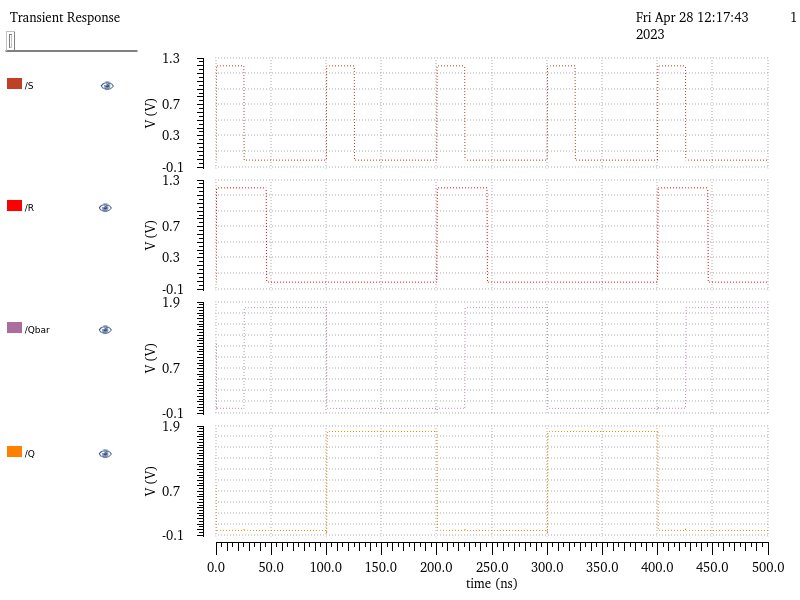 Transient Response
Fri Apr 28 12:17:43 1
2023
/S
V (V)
1.3
0.7
0.3
-0.1
/R
V (V)
1.3
0.7
0.3
-0.1
/Qbar
V (V)
1.9
0.7
-0.1
/Q
V (V)
1.9
0.7
-0.1
0.0 50.0 100.0 150.0 200.0 250.0 300.0 350.0 400.0 450.0 500.0
time (ns)